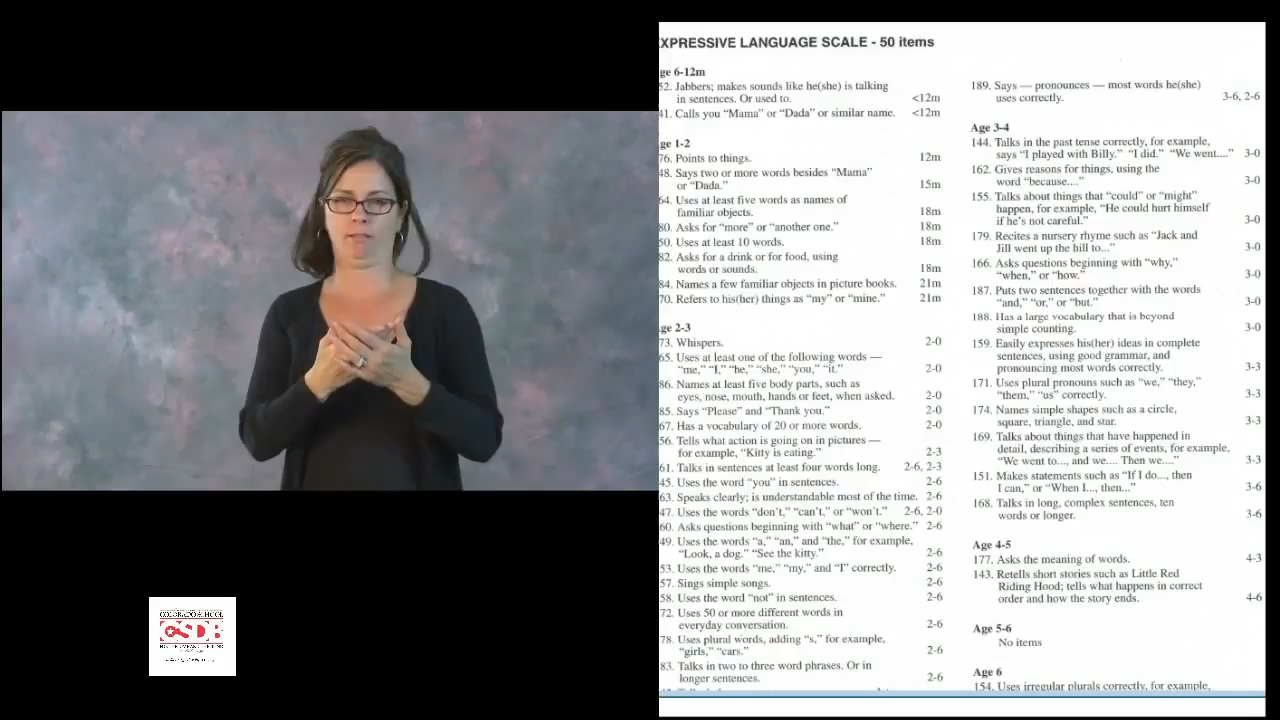 XPRESSIVE LANGUAGE SCALE - 50 items
ge 6-12m
52. Jabbers; makes sounds like he(she) is talking
in sentences. Or used to. <12m
41. Calls you “Mama” or “Dada” or similar name. <12m
ge 1-2
76. Points to things. 12m
48. Says two or more words besides “Mama”
or “Dada.” 15m
64. Uses at least five words as names of
familiar objects. 18m
80. Asks for “more” or “another one.” 18m
50. Uses at least 10 words. 18m
82. Asks for a drink or for food, using
words or sounds. 18m
84. Names a few familiar objects in picture books. 21m
70. Refers to his(her) things as “my” or “mine.” 21m
ge 2-3
73. Whispers. 2-0
65. Uses at least one of the following words —
“me,” “I,” “he,” “she,” “you,” “it.” 2-0
86. Names at least five body parts, such as
eyes, nose, mouth, hands or feet, when asked. 2-0
85. Says “Please” and “Thank you.” 2-0
67. Has a vocabulary of 20 or more words. 2-0
56. Tells what action is going on in pictures —
for example, “Kitty is eating.” 2-3
61. Talks in sentences at least four words long. 2-6, 2-3
45. Uses the word “you” in sentences. 2-6
63. Speaks clearly; is understandable most of the time. 2-6
47. Uses the words “don’t,” “can’t,” or “won’t.” 2-6, 2-0
60. Asks questions beginning with “what” or “where.” 2-6
49. Uses the words “a,” “an,” and “the,” for example,
“Look, a dog.” “See the kitty.” 2-6
53. Uses the words “me,” “my,” and “I” correctly. 2-6
57. Sings simple songs. 2-6
58. Uses the word “not” in sentences. 2-6
72. Uses 50 or more different words in
everyday conversation. 2-6
78. Uses plural words, adding “s,” for example,
“girls,” “cars.” 2-6
83. Talks in two to three word phrases. Or in
longer sentences. 2-6
189. Says — pronounces — most words he(she)
uses correctly. 3-6, 2-6
Age 3-4
144. Talks in the past tense correctly, for example,
says “I played with Billy.” “I did.” “We went....” 3-0
162. Gives reasons for things, using the
word “because....” 3-0
155. Talks about things that “could” or “might”
happen, for example, “He could hurt himself
if he’s not careful.” 3-0
179. Recites a nursery rhyme such as “Jack and
Jill went up the hill to...” 3-0
166. Asks questions beginning with “why,”
“when,” or “how.” 3-0
187. Puts two sentences together with the words
“and,” “or,” or “but.” 3-0
188. Has a large vocabulary that is beyond
simple counting. 3-0
159. Easily expresses his(her) ideas in complete
sentences, using good grammar, and
pronouncing most words correctly. 3-3
171. Uses plural pronouns such as “we,” “they,”
“them,” “us” correctly. 3-3
174. Names simple shapes such as a circle,
square, triangle, and star. 3-3
169. Talks about things that have happened in
detail, describing a series of events, for example,
“We went to..., and we.... Then we....” 3-3
151. Makes statements such as “If I do..., then
I can,” or “When I..., then...” 3-6
168. Talks in long, complex sentences, ten
words or longer. 3-6
Age 4-5
177. Asks the meaning of words. 4-3
143. Retells short stories such as Little Red
Riding Hood; tells what happens in correct
order and how the story ends. 4-6
Age 5-6
No items
Age 6
154. Uses irregular plurals correctly, for example,
COLORADO SCHOOL
CSDB